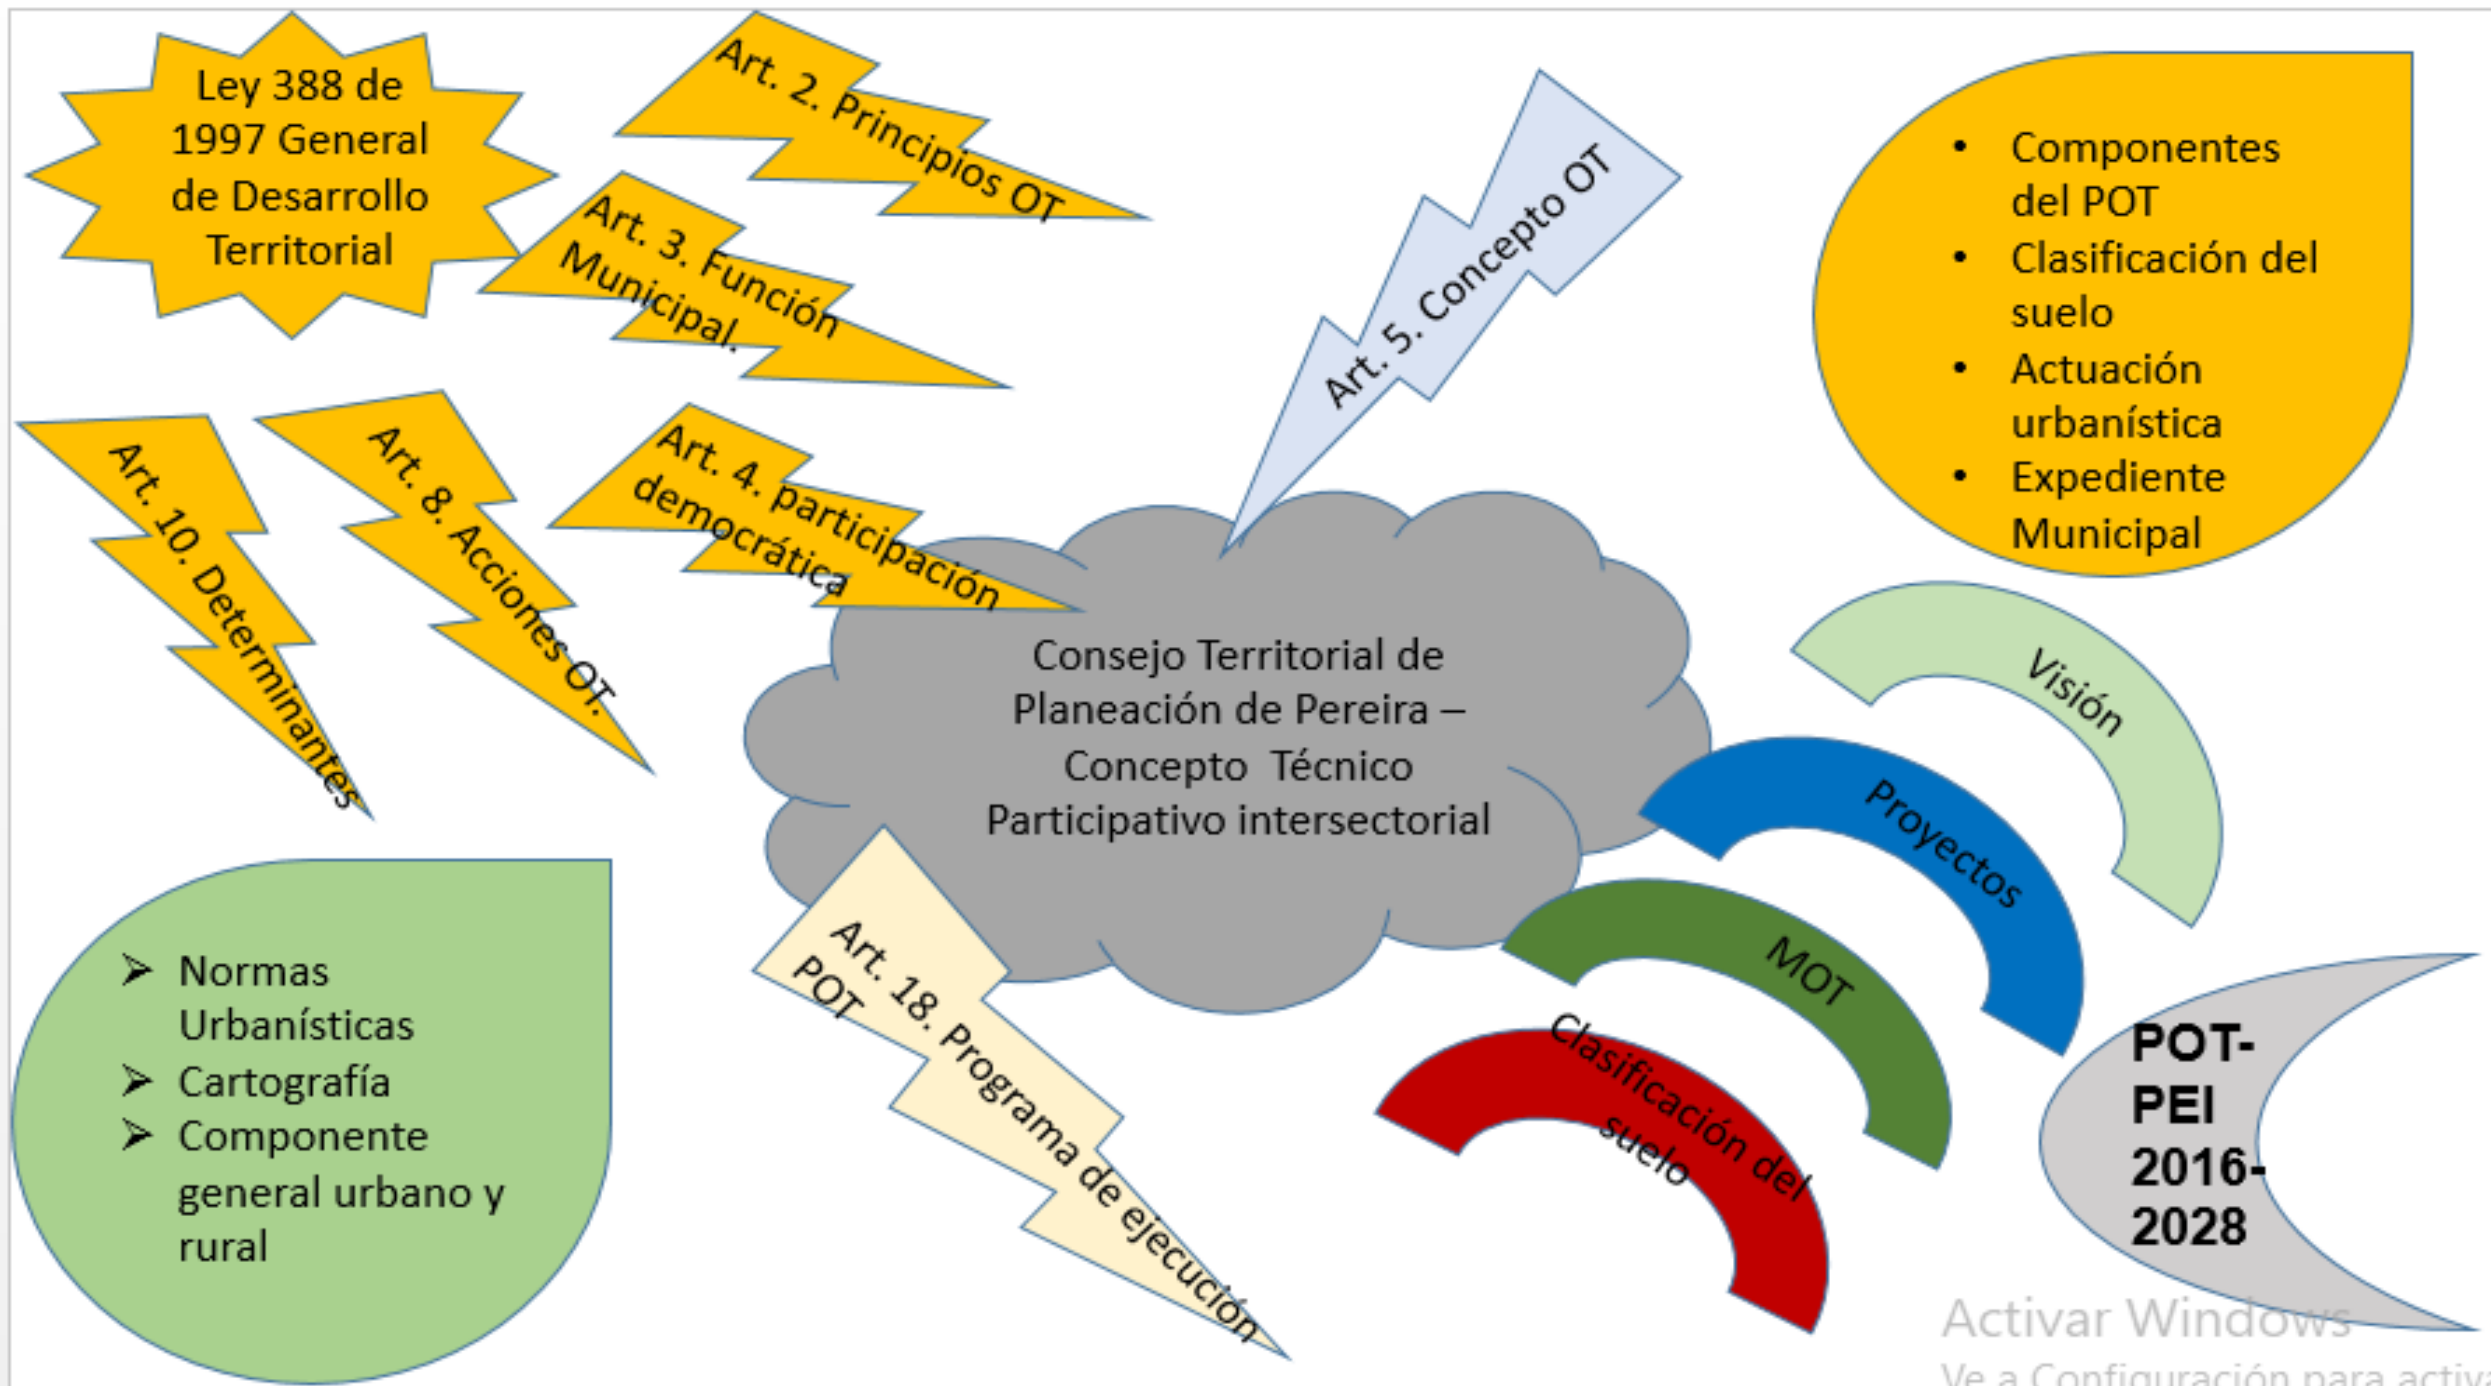 Ley 388 de
1997 General
de Desarrollo
Territorial
Art. 2. Principios OT
Art. 3. Función
Municipal.
Art. 4. participación
democrática
Art. 5. Concepto OT
Art. 8. Acciones OT.
Art. 10. Determinantes
• Componentes
del POT
• Clasificación del
suelo
• Actuación
urbanística
• Expediente
Municipal
Consejo Territorial de
Planeación de Pereira –
Concepto Técnico
Participativo intersectorial
Visión
Proyectos
MOT
Clasificación del
suelo
Art. 18. Programa de ejecución
POT
➢ Normas
Urbanísticas
➢ Cartografía
➢ Componente
general urbano y
rural
POT-
PEI
2016-
2028
Activar Windows
Ve a Configuración para activa